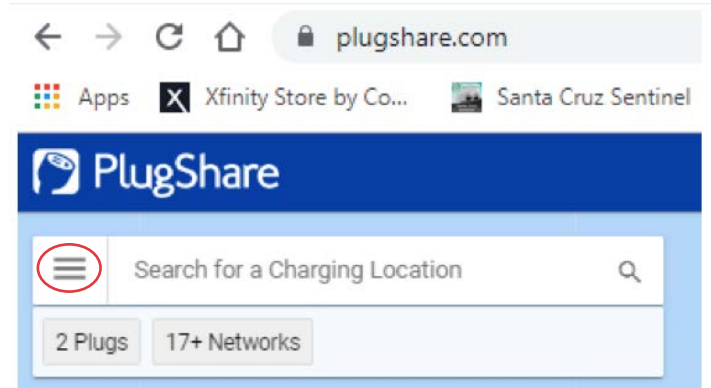 plugshare.com
Apps Xfinity Store by Co... Santa Cruz Sentinel
PlugShare
Search for a Charging Location
2 Plugs 17+ Networks